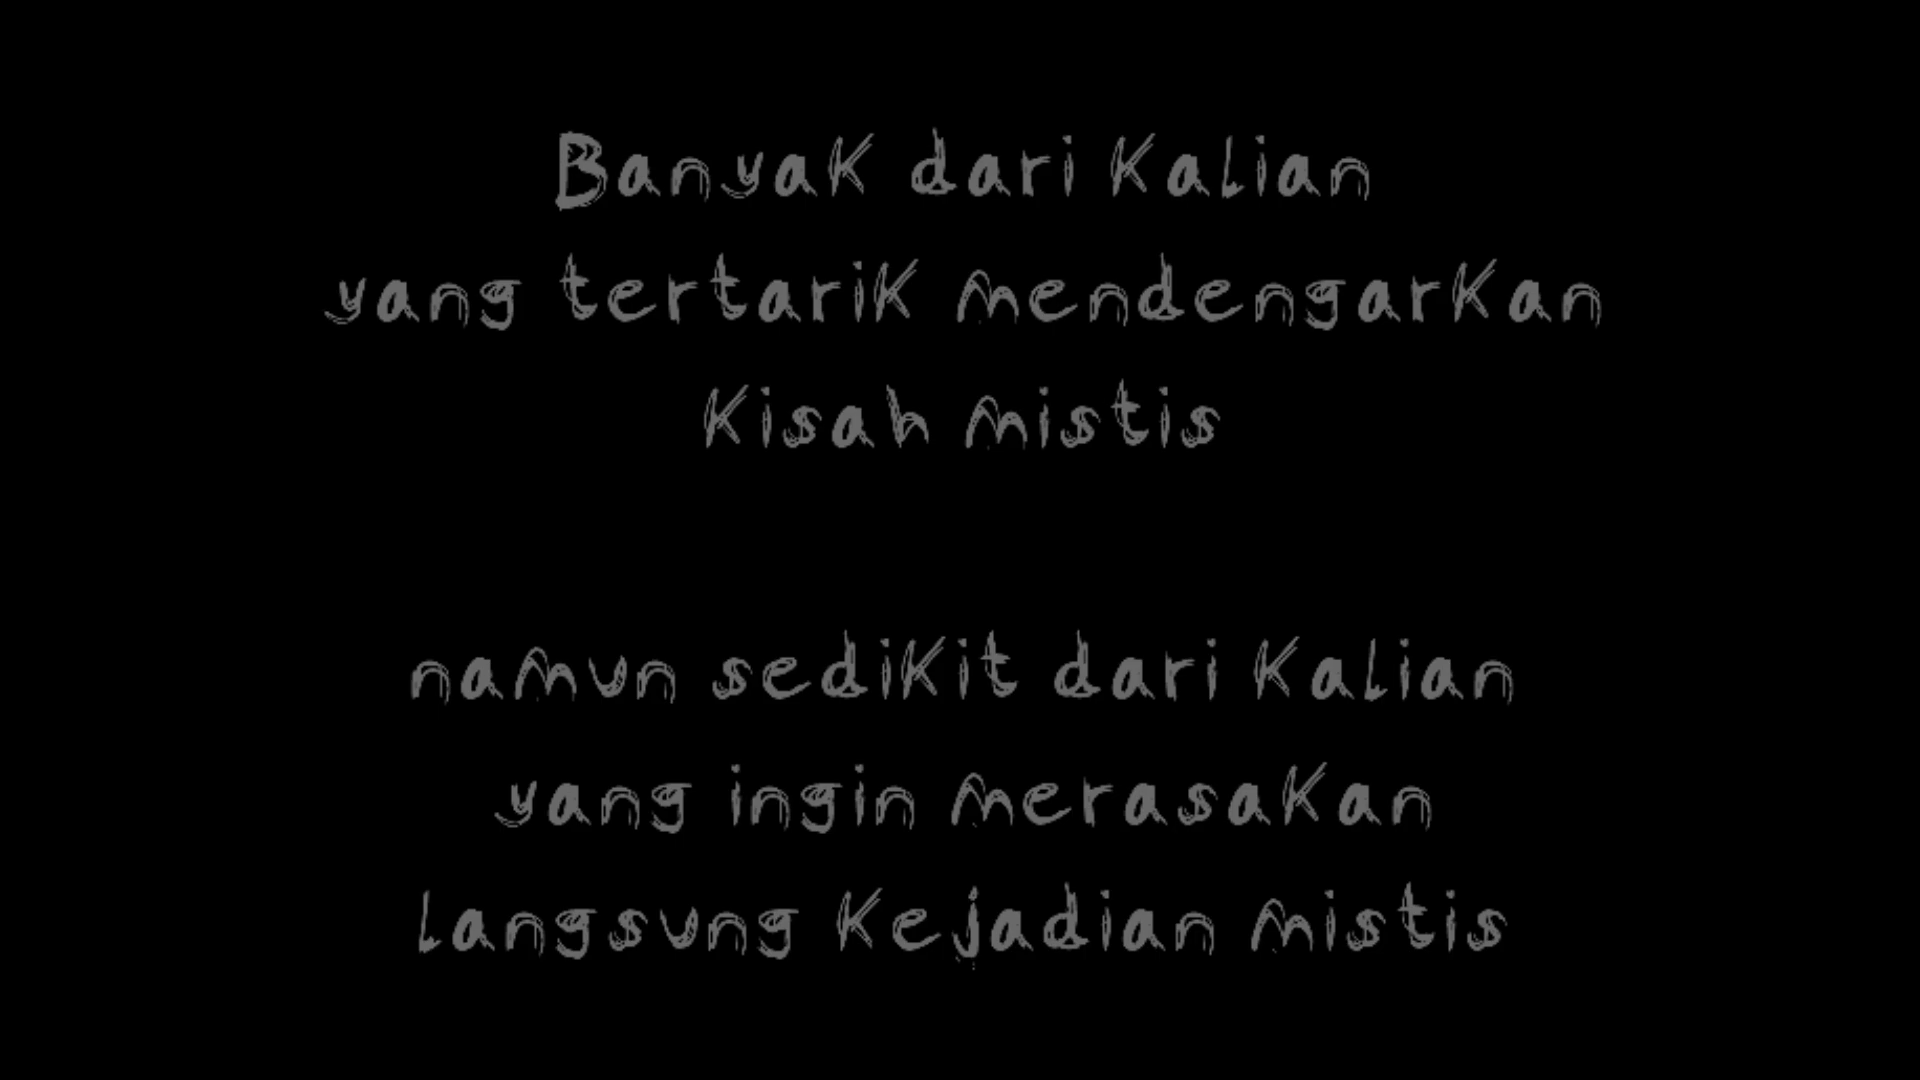 Banyak dari kalian
yang tertarik mendengarkan
kisah mistis
namun sedikit dari kalian
yang ingin merasakan
langsung kejadian mistis